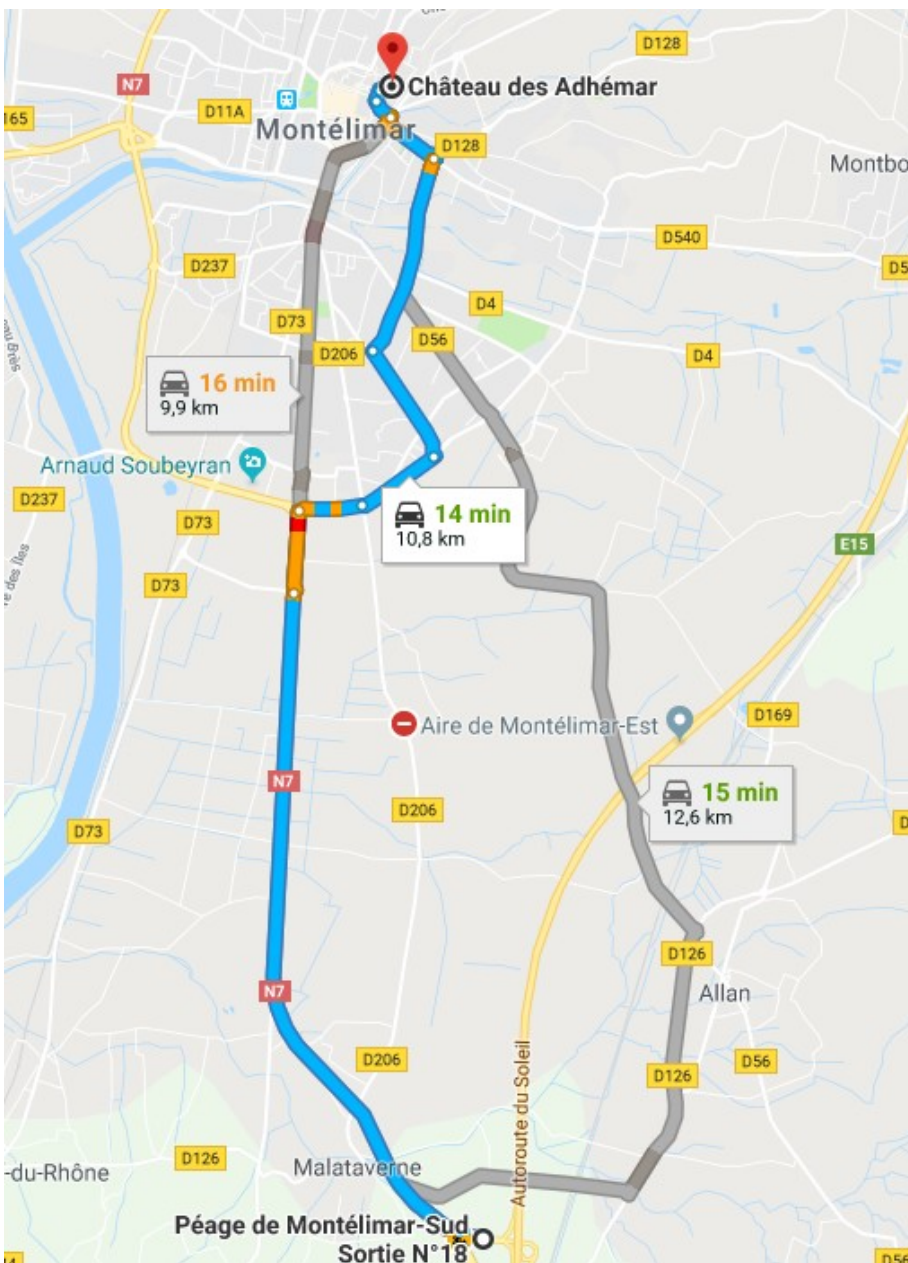 D128
N7
Château des Adhémar
D11A
165
Montélimar
D128
Montbo
D540
D237
D5
D4
D73
D56
D206
D4
16 min
9,9 km
Arnaud Soubeyran
D237
14 min
D73
10,8 km
E15
D73
D169
Aire de Montélimar-Est
N7
15 min
D206
12,6 km
D73
D
D126
N7
Allan
D206
D56
D126
Autoroute du Soleil
D126
Malataverne
-du-Rhône
Péage de Montélimar-Sud
Sortie N°18
D56